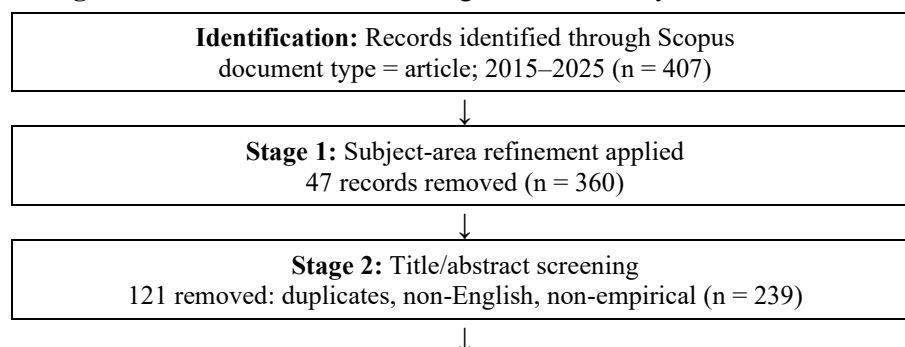 Identification: Records identified through Scopus
document type = article; 2015–2025 (n = 407)
↓
Stage 1: Subject-area refinement applied
47 records removed (n = 360)
↓
Stage 2: Title/abstract screening
121 removed: duplicates, non-English, non-empirical (n = 239)
↓